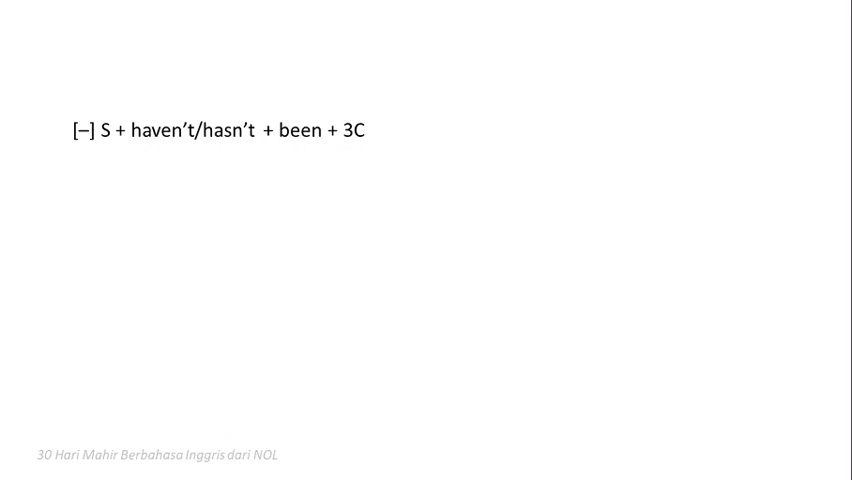 [–] S + haven’t/hasn’t + been + 3C
30 Hari Mahir Berbahasa Inggris dari NOL